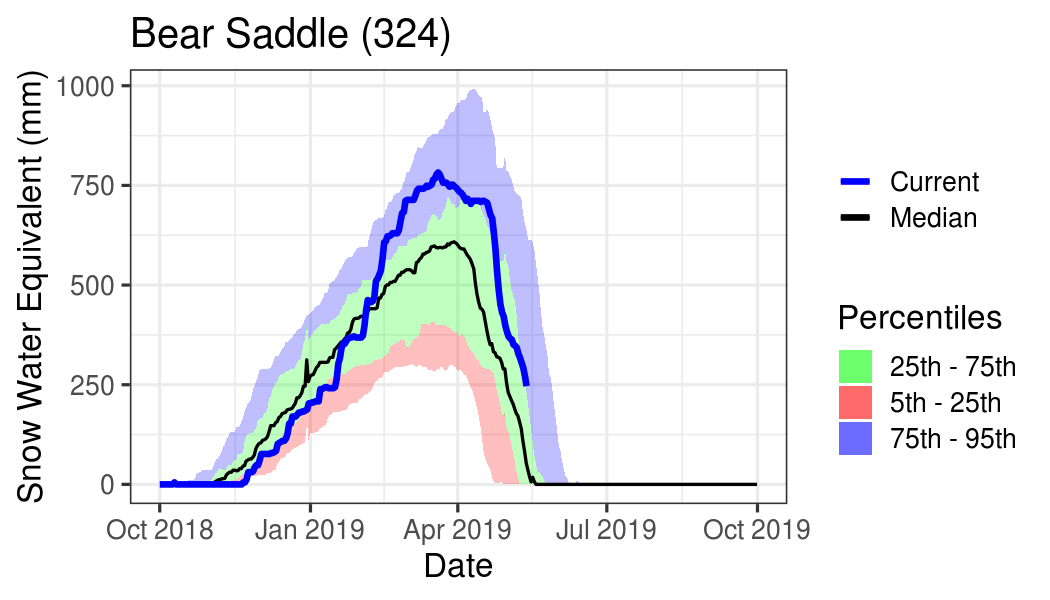 Bear Saddle (324)
Snow Water Equivalent (mm)
1000
750
500
250
0
Oct 2018
Jan 2019
Apr 2019
Jul 2019
Oct 2019
Date
Current
Median
Percentiles
25th - 75th
5th - 25th
75th - 95th